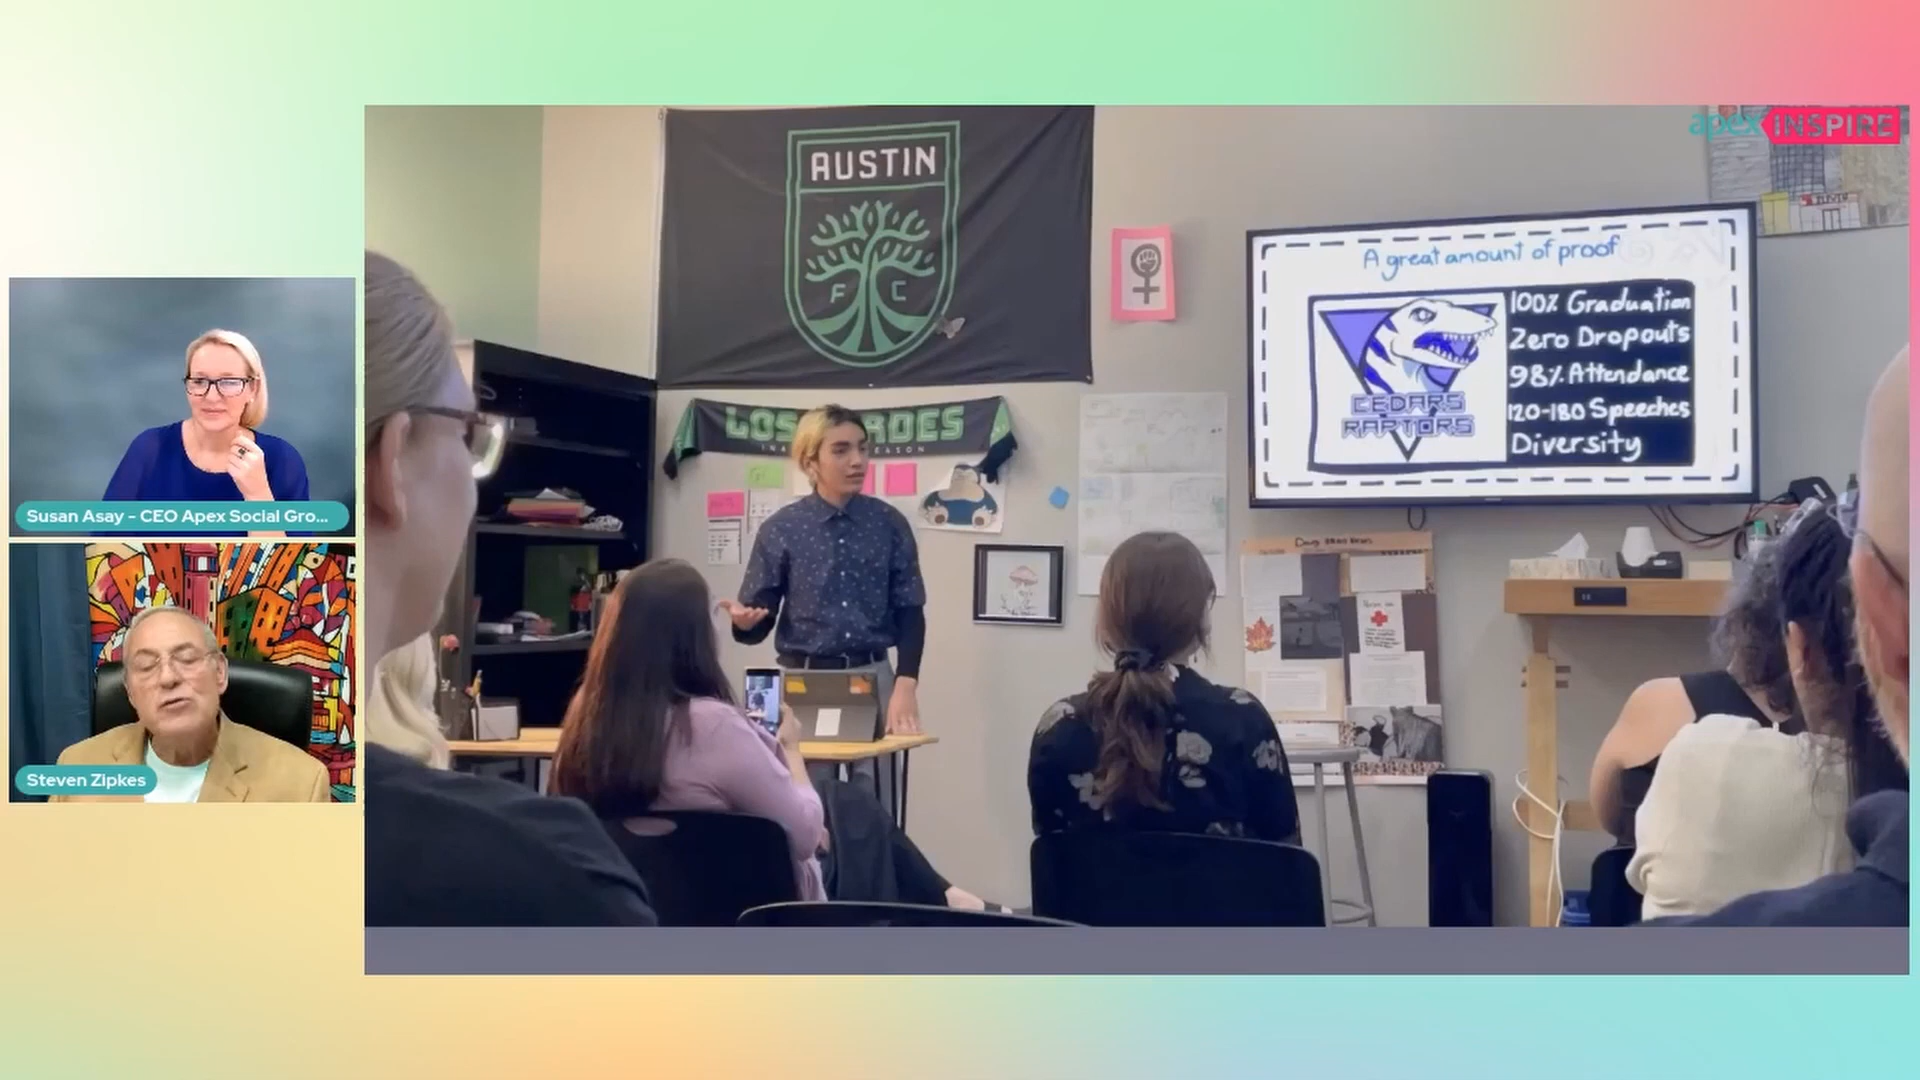 apex INSPIRE
AUSTIN
F C
LOS VERDES
A great amount of proof
100% Graduation
Zero Dropouts
98% Attendance
120-180 Speeches
Diversity
CEDARS
RAPTORS
Susan Asay - CEO Apex Social Gro...
Steven Zipkes